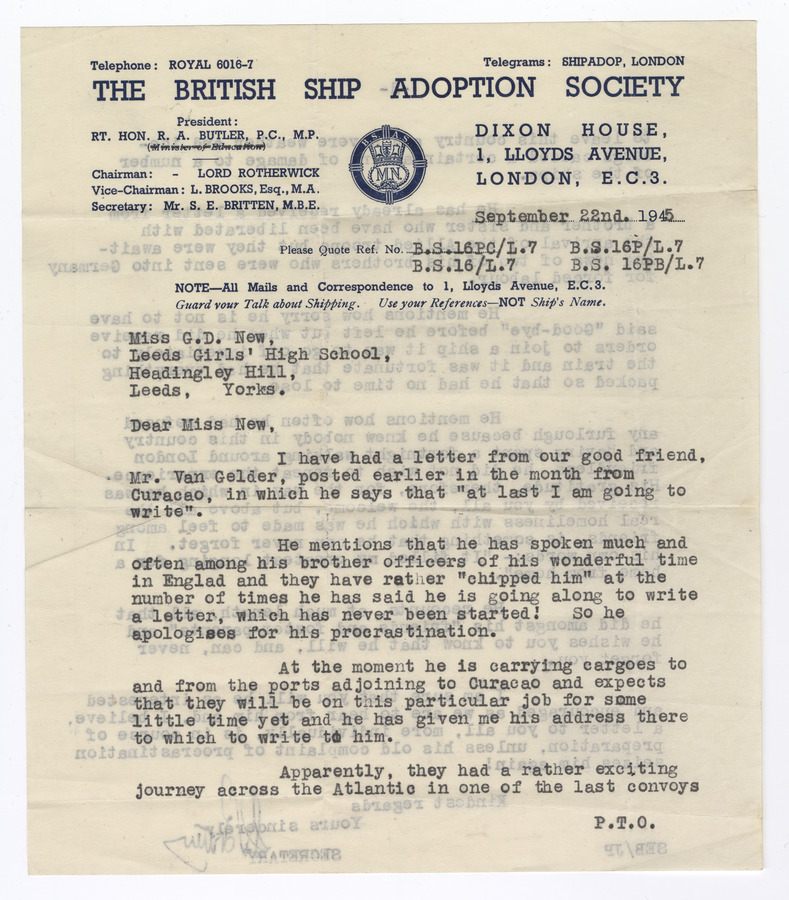 Telephone: ROYAL 6016-7 Telegrams: SHIPADOP, LONDON
THE BRITISH SHIP ADOPTION SOCIETY
President:
RT. HON. R. A. BUTLER, P.C., M.P.
(Minister of Education)
Chairman: - LORD ROTHERWICK
Vice-Chairman: L. BROOKS, Esq., M.A.
Secretary: Mr. S. E. BRITTEN, M.B.E.
B.S.A.S.
M.N.
DIXON HOUSE,
1, LLOYDS AVENUE,
LONDON, E.C.3.
September 22nd. 1945
Please Quote Ref. No. B.S.16PC/L.7 B.S.16P/L.7
B.S.16/L.7 B.S. 16PB/L.7
NOTE—All Mails and Correspondence to 1, Lloyds Avenue, E.C.3.
Guard your Talk about Shipping. Use your References—NOT Ship's Name.
Miss G.D. New,
Leeds Girls' High School,
Headingley Hill,
Leeds, Yorks.
Dear Miss New,
I have had a letter from our good friend,
Mr. Van Gelder, posted earlier in the month from
Curacao, in which he says that "at last I am going to
write".
He mentions that he has spoken much and
often among his brother officers of his wonderful time
in Englad and they have rather "chipped him" at the
number of times he has said he is going along to write
a letter, which has never been started! So he
apologises for his procrastination.
At the moment he is carrying cargoes to
and from the ports adjoining to Curacao and expects
that they will be on this particular job for some
little time yet and he has given me his address there
to which to write to him.
Apparently, they had a rather exciting
journey across the Atlantic in one of the last convoys
P.T.O.